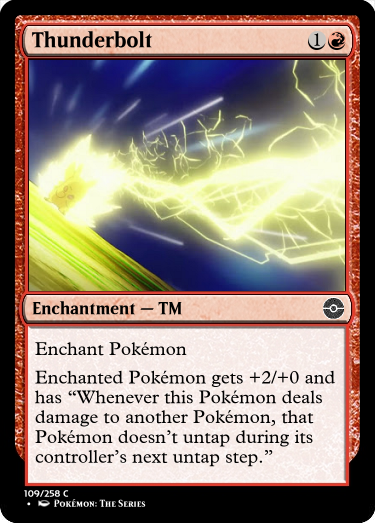 Thunderbolt 1
Enchantment — TM
Enchant Pokémon
Enchanted Pokémon gets +2/+0 and
has “Whenever this Pokémon deals
damage to another Pokémon, that
Pokémon doesn’t untap during its
controller’s next untap step.”
109/258 C
• Pokémon: The Series